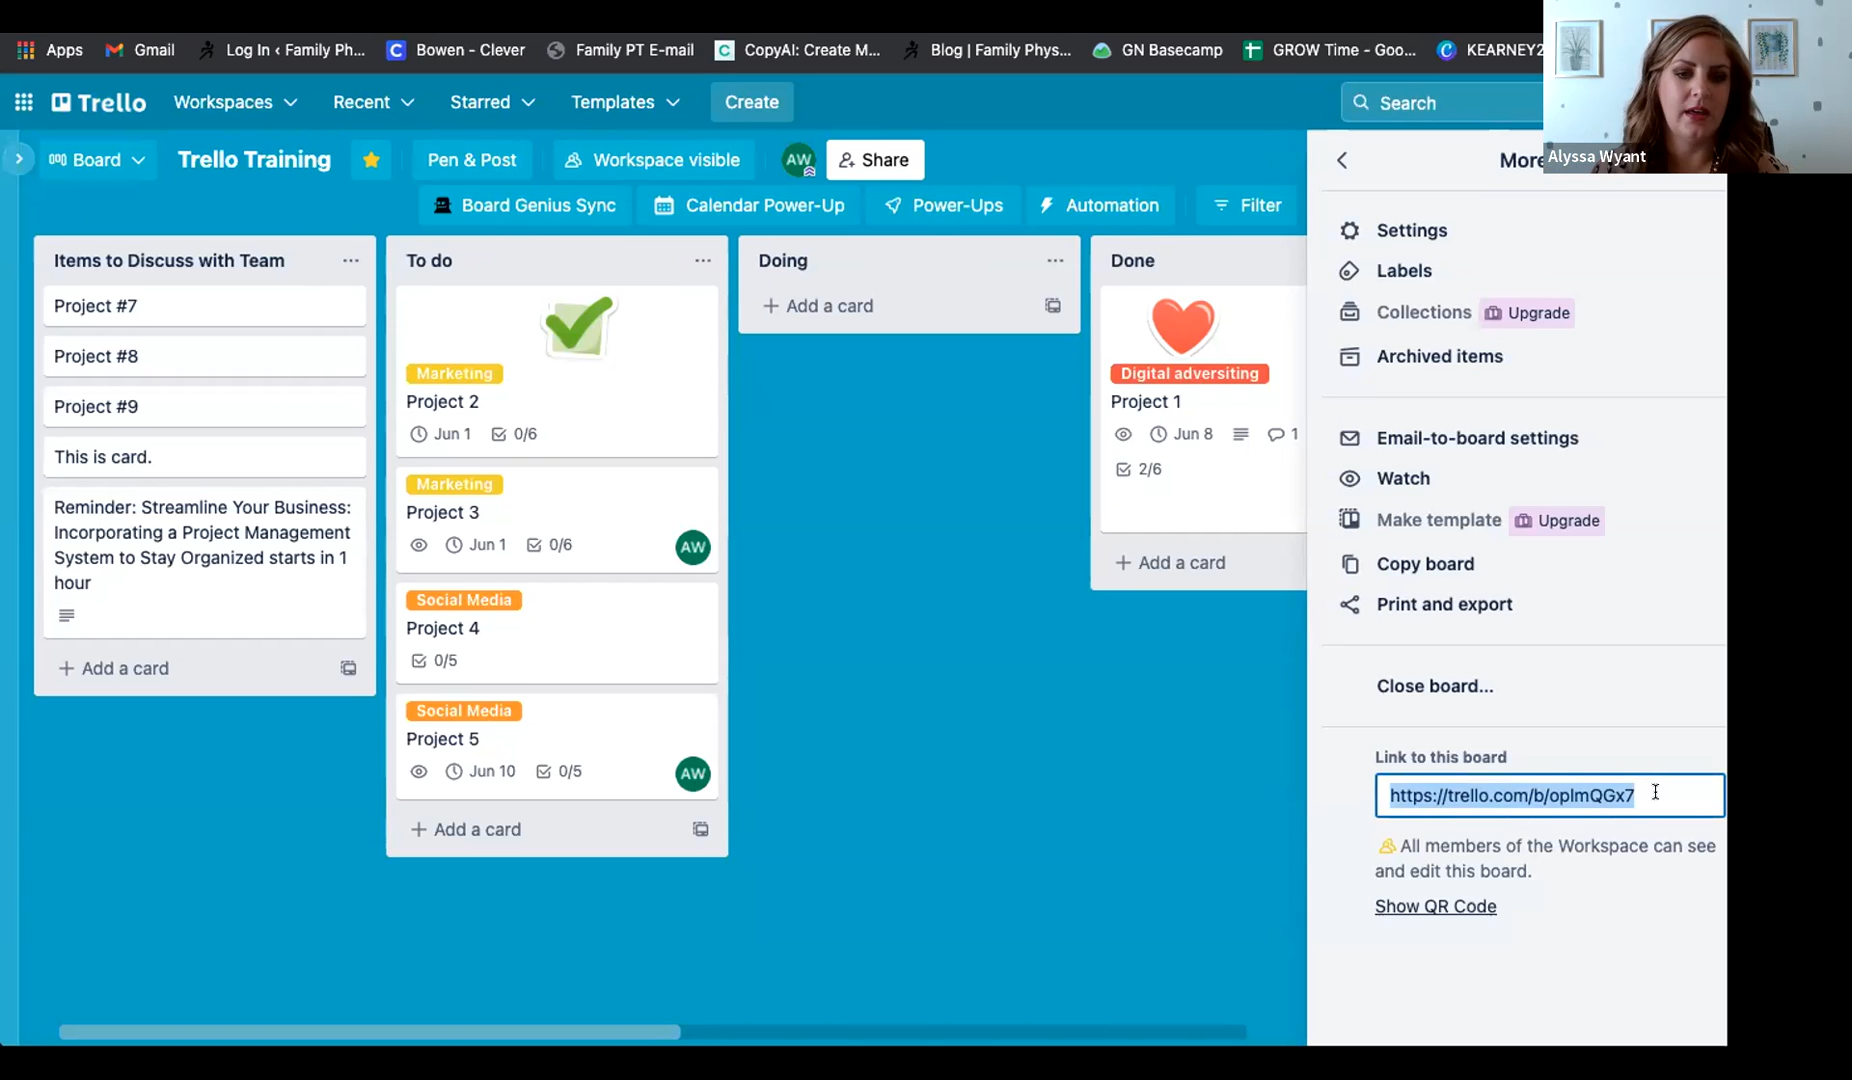 Apps
Gmail
Log In ‹ Family Ph...
Bowen - Clever
Family PT E-mail
CopyAI: Create M...
Blog | Family Phys...
GN Basecamp
GROW Time - Goo...
KEARNEY2
Trello
Workspaces
Recent
Starred
Templates
Create
Search
Alyssa Wyant
Board
Trello Training
Pen & Post
Workspace visible
AW
Share
More
Board Genius Sync
Calendar Power-Up
Power-Ups
Automation
Filter
Items to Discuss with Team
Project #7
Project #8
Project #9
This is card.
Reminder: Streamline Your Business:
Incorporating a Project Management
System to Stay Organized starts in 1
hour
+ Add a card
To do
Marketing
Project 2
Jun 1
0/6
Marketing
Project 3
Jun 1
0/6
AW
Social Media
Project 4
0/5
Social Media
Project 5
Jun 10
0/5
AW
+ Add a card
Doing
+ Add a card
Done
Digital adversiting
Project 1
Jun 8
1
2/6
+ Add a card
Settings
Labels
Collections
Upgrade
Archived items
Email-to-board settings
Watch
Make template
Upgrade
Copy board
Print and export
Close board...
Link to this board
https://trello.com/b/oplmQGx7
All members of the Workspace can see
and edit this board.
Show QR Code